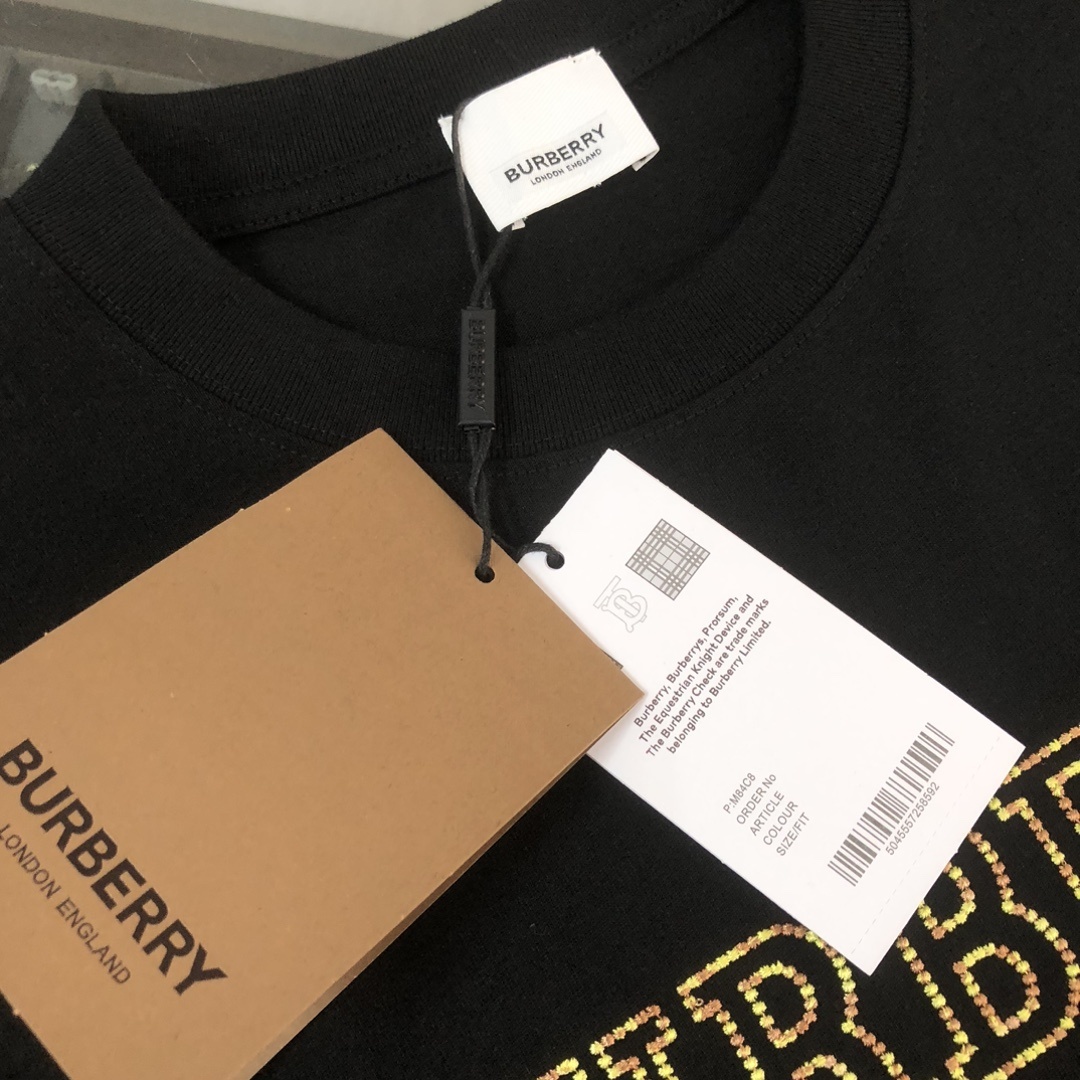 BURBERRY
LONDON ENGLAND
BURBERRY
BURBERRY
LONDON ENGLAND
TB
Burberry, Burberrys, Prorsum,
The Equestrian Knight Device and
The Burberry Check are trade marks
belonging to Burberry Limited.
P:M84C8
ORDER No
ARTICLE
COLOUR
SIZE/FIT
5045557258592